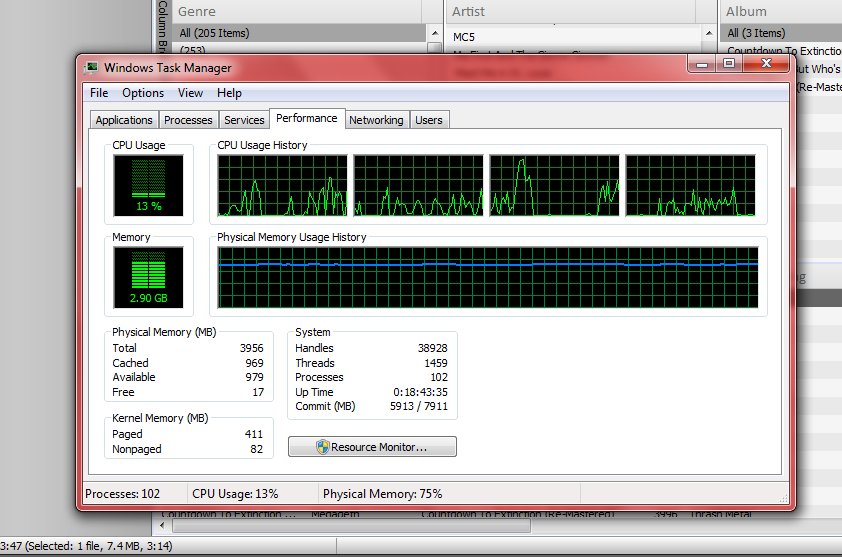 Column Br
Genre
Artist
Album
All (205 Items)
MC5
All (3 Items)
(253)
Countdown To Extinction
Windows Task Manager
But Who's
(Re-Maste
File Options View Help
Applications Processes Services Performance Networking Users
CPU Usage
CPU Usage History
13 %
Memory
Physical Memory Usage History
2.90 GB
Physical Memory (MB)
Total 3956
Cached 969
Available 979
Free 17
System
Handles 38928
Threads 1459
Processes 102
Up Time 0:18:43:35
Commit (MB) 5913 / 7911
Kernel Memory (MB)
Paged 411
Nonpaged 82
Resource Monitor...
Processes: 102 CPU Usage: 13% Physical Memory: 75%
Countdown To Extinction ... Megadeth Countdown To Extinction (Re-Mastered) 3996 Thrash Metal
3:47 (Selected: 1 file, 7.4 MB, 3:14)